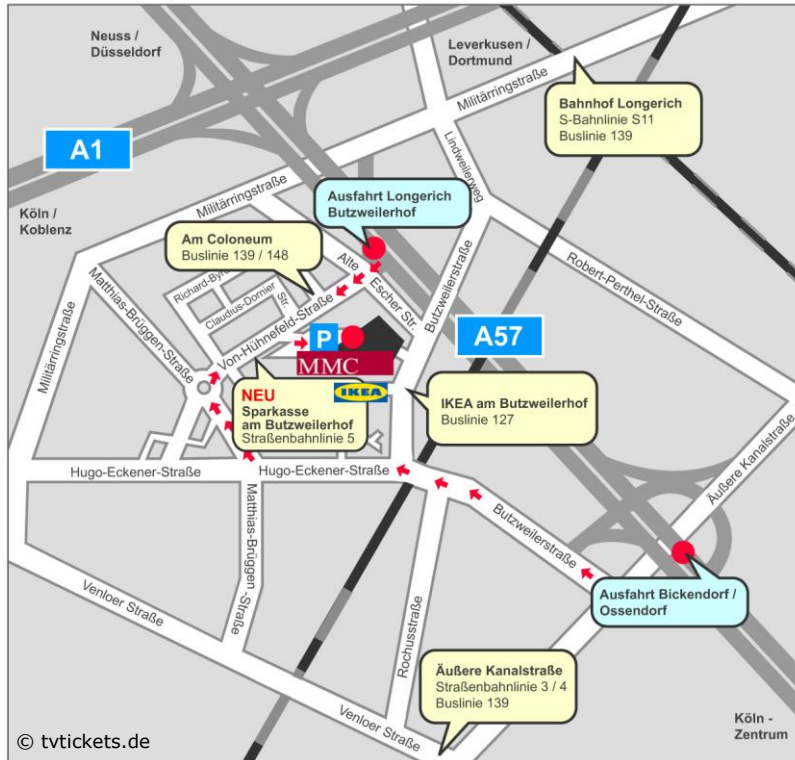 Neuss /
Düsseldorf
Leverkusen /
Dortmund
Militärringstraße
Bahnhof Longerich
S-Bahnlinie S11
Buslinie 139
A1
Lindweilerweg
Köln /
Koblenz
Militärringstraße
Ausfahrt Longerich
Butzweilerhof
Am Coloneum
Buslinie 139 / 148
Alte Escher Str.
Butzweilerstraße
Robert-Perthel-Straße
Matthias-Brüggen-Straße
Claudius-Dornier
Str.
Von-Hühnefeld-Straße
Militärringstraße
P
A57
MMC
IKEA
NEU
Sparkasse
am Butzweilerhof
Straßenbahnlinie 5
IKEA am Butzweilerhof
Buslinie 127
Äußere Kanalstraße
Hugo-Eckener-Straße
Hugo-Eckener-Straße
Matthias-Brüggen-Straße
Butzweilerstraße
Ausfahrt Bickendorf /
Ossendorf
Venloer Straße
Rochusstraße
Äußere Kanalstraße
Straßenbahnlinie 3 / 4
Buslinie 139
Venloer Straße
Köln -
Zentrum
© tvtickets.de